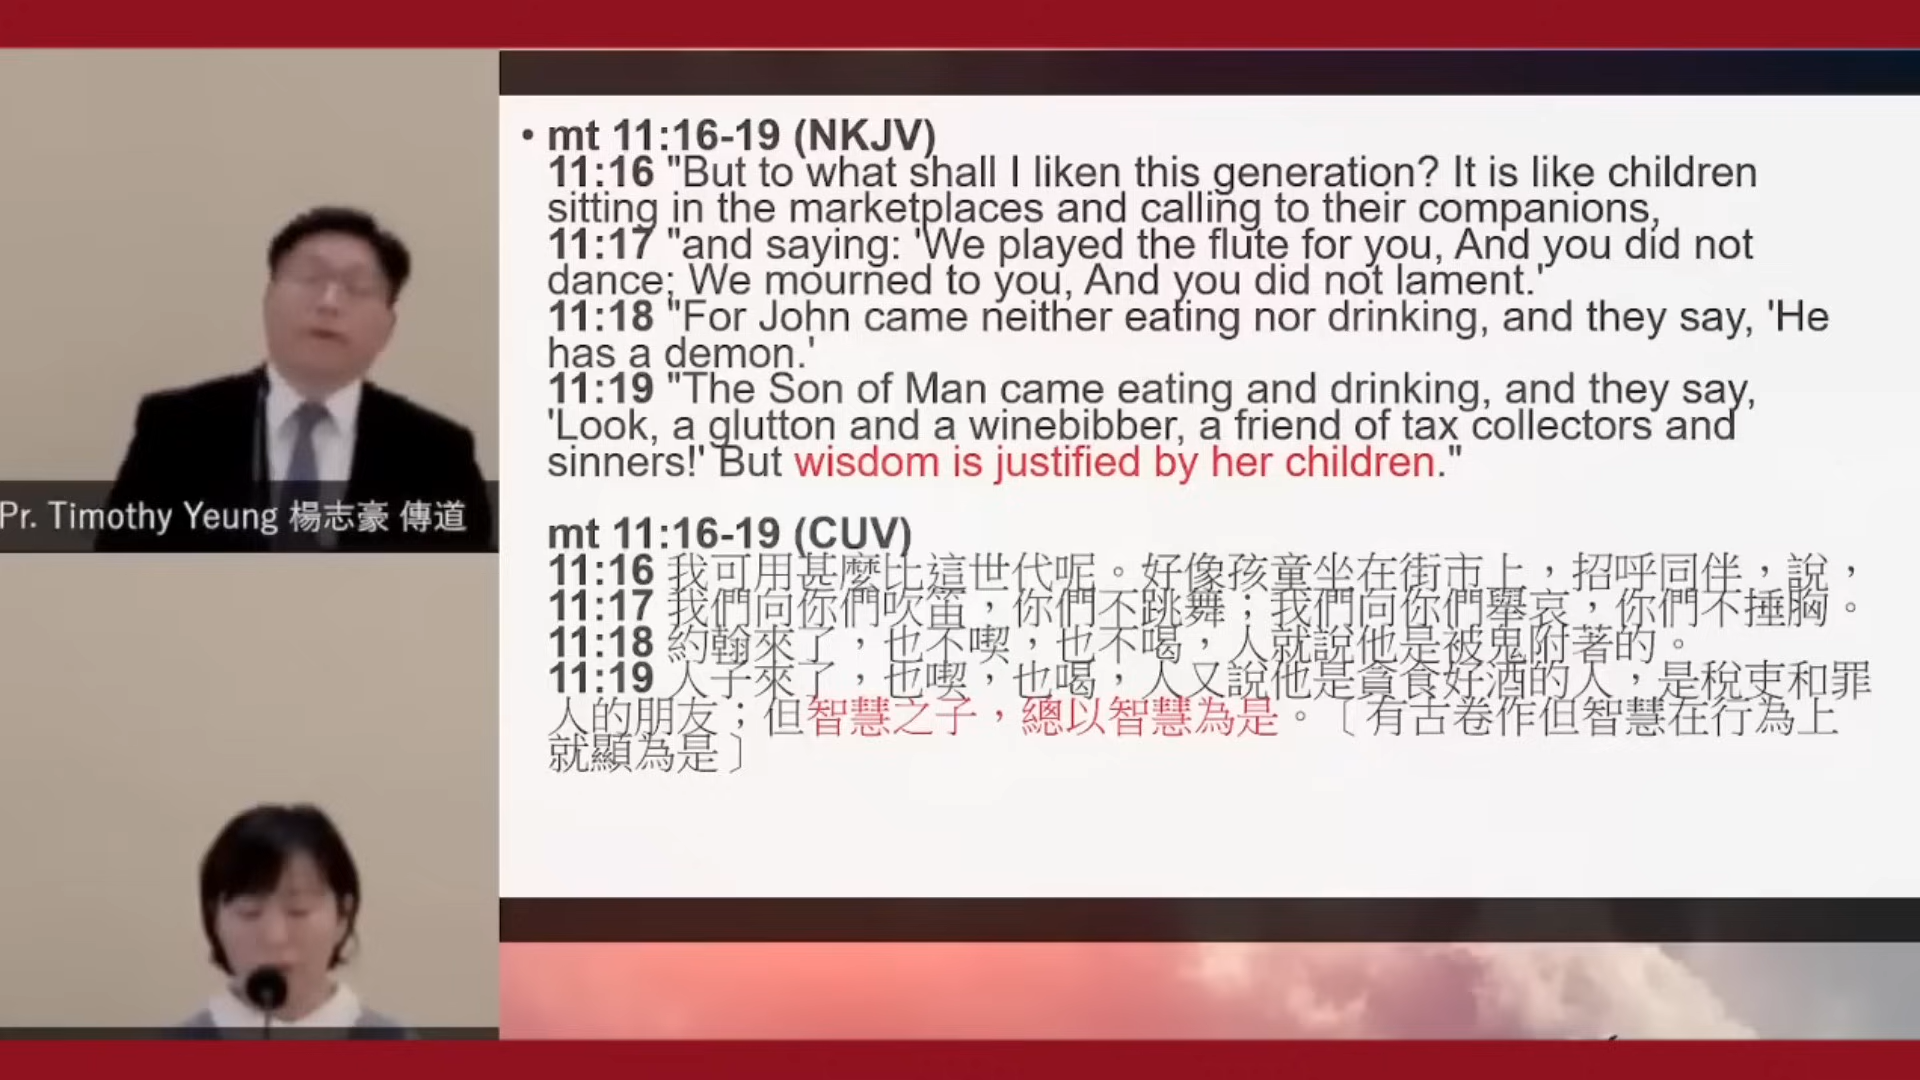 • mt 11:16-19 (NKJV)
11:16 "But to what shall I liken this generation? It is like children
sitting in the marketplaces and calling to their companions,
11:17 "and saying: 'We played the flute for you, And you did not
dance; We mourned to you, And you did not lament.'
11:18 "For John came neither eating nor drinking, and they say, 'He
has a demon.'
11:19 "The Son of Man came eating and drinking, and they say,
'Look, a glutton and a winebibber, a friend of tax collectors and
sinners!' But wisdom is justified by her children."
mt 11:16-19 (CUV)
11:16 我可用甚麼比這世代呢。好像孩童坐在街市上，招呼同伴，說，
11:17 我們向你們吹笛，你們不跳舞；我們向你們舉哀，你們不捶胸。
11:18 約翰來了，也不喫，也不喝，人就說他是被鬼附著的。
11:19 人子來了，也喫，也喝，人又說他是貪食好酒的人，是稅吏和罪
人的朋友；但智慧之子，總以智慧為是。〔有古卷作但智慧在行為上
就顯為是〕
Pr. Timothy Yeung 楊志豪 傳道